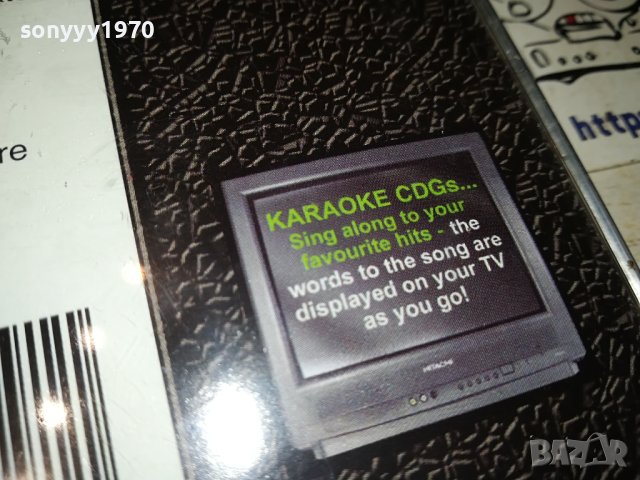 sonyyy1970
re
http
KARAOKE CDGs...
Sing along to your
favourite hits - the
words to the song are
displayed on your TV
as you go!
HITACHI
BAZAR